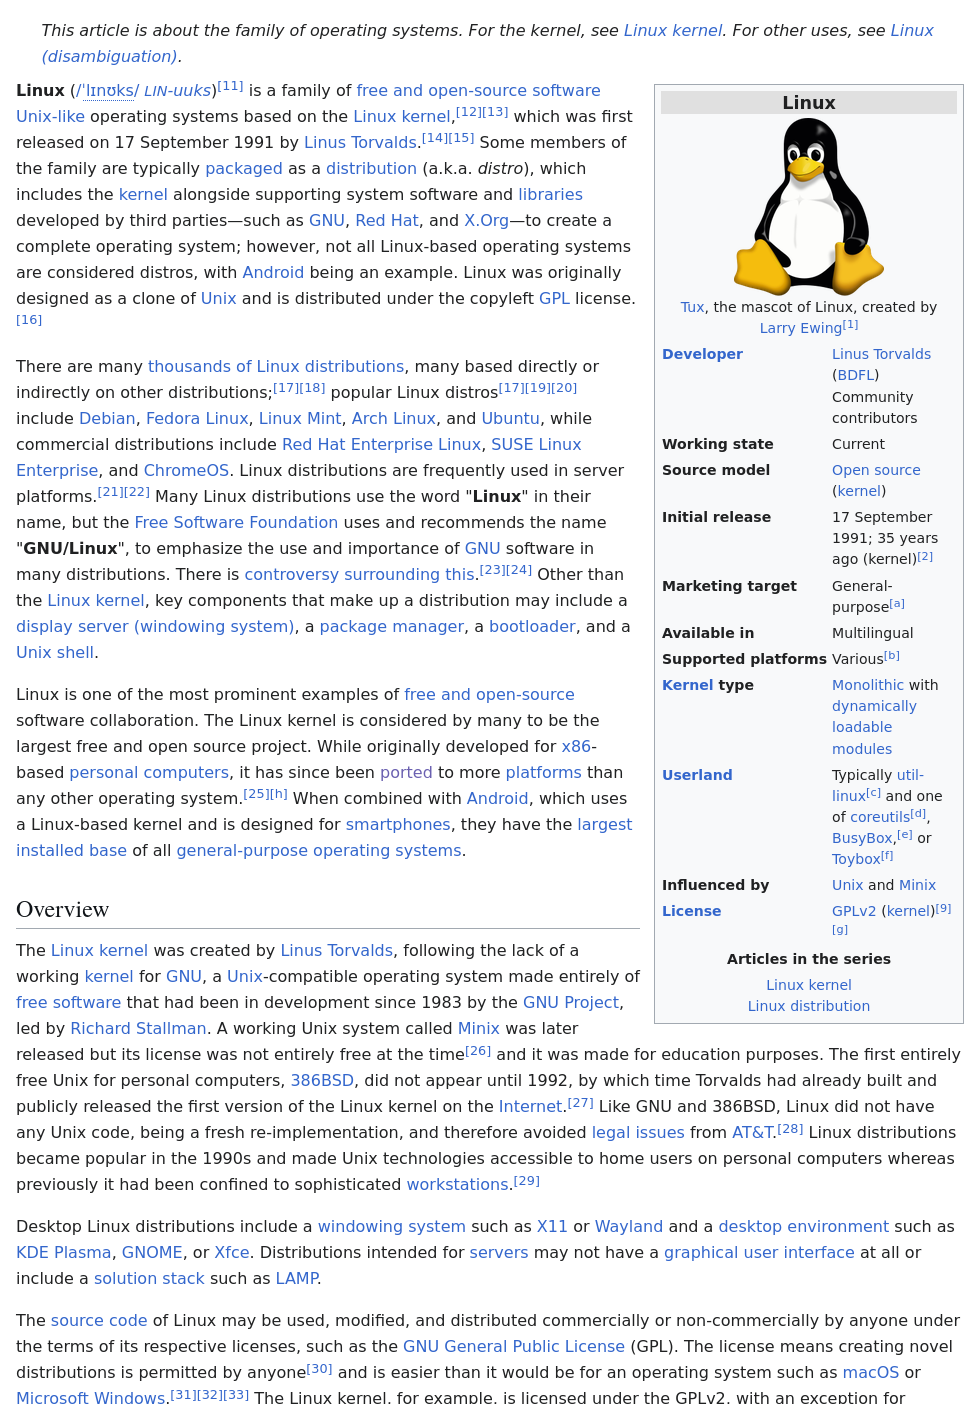 This article is about the family of operating systems. For the kernel, see Linux kernel. For other uses, see Linux
(disambiguation).
Linux (/ˈlɪnʊks/ LIN-uuks)[11] is a family of free and open-source software
Unix-like operating systems based on the Linux kernel,[12][13] which was first
released on 17 September 1991 by Linus Torvalds.[14][15] Some members of
the family are typically packaged as a distribution (a.k.a. distro), which
includes the kernel alongside supporting system software and libraries
developed by third parties—such as GNU, Red Hat, and X.Org—to create a
complete operating system; however, not all Linux-based operating systems
are considered distros, with Android being an example. Linux was originally
designed as a clone of Unix and is distributed under the copyleft GPL license.
[16]
There are many thousands of Linux distributions, many based directly or
indirectly on other distributions;[17][18] popular Linux distros[17][19][20]
include Debian, Fedora Linux, Linux Mint, Arch Linux, and Ubuntu, while
commercial distributions include Red Hat Enterprise Linux, SUSE Linux
Enterprise, and ChromeOS. Linux distributions are frequently used in server
platforms.[21][22] Many Linux distributions use the word "Linux" in their
name, but the Free Software Foundation uses and recommends the name
"GNU/Linux", to emphasize the use and importance of GNU software in
many distributions. There is controversy surrounding this.[23][24] Other than
the Linux kernel, key components that make up a distribution may include a
display server (windowing system), a package manager, a bootloader, and a
Unix shell.
Linux is one of the most prominent examples of free and open-source
software collaboration. The Linux kernel is considered by many to be the
largest free and open source project. While originally developed for x86-
based personal computers, it has since been ported to more platforms than
any other operating system.[25][h] When combined with Android, which uses
a Linux-based kernel and is designed for smartphones, they have the largest
installed base of all general-purpose operating systems.
Linux
Tux, the mascot of Linux, created by
Larry Ewing[1]
Developer Linus Torvalds
(BDFL)
Community
contributors
Working state Current
Source model Open source
(kernel)
Initial release 17 September
1991; 35 years
ago (kernel)[2]
Marketing target General-
purpose[a]
Available in Multilingual
Supported platforms Various[b]
Kernel type Monolithic with
dynamically
loadable
modules
Userland Typically util-
linux[c] and one
of coreutils[d],
BusyBox,[e] or
Toybox[f]
Influenced by Unix and Minix
License GPLv2 (kernel)[9]
[g]
Articles in the series
Linux kernel
Linux distribution
Overview
The Linux kernel was created by Linus Torvalds, following the lack of a
working kernel for GNU, a Unix-compatible operating system made entirely of
free software that had been in development since 1983 by the GNU Project,
led by Richard Stallman. A working Unix system called Minix was later
released but its license was not entirely free at the time[26] and it was made for education purposes. The first entirely
free Unix for personal computers, 386BSD, did not appear until 1992, by which time Torvalds had already built and
publicly released the first version of the Linux kernel on the Internet.[27] Like GNU and 386BSD, Linux did not have
any Unix code, being a fresh re-implementation, and therefore avoided legal issues from AT&T.[28] Linux distributions
became popular in the 1990s and made Unix technologies accessible to home users on personal computers whereas
previously it had been confined to sophisticated workstations.[29]
Desktop Linux distributions include a windowing system such as X11 or Wayland and a desktop environment such as
KDE Plasma, GNOME, or Xfce. Distributions intended for servers may not have a graphical user interface at all or
include a solution stack such as LAMP.
The source code of Linux may be used, modified, and distributed commercially or non-commercially by anyone under
the terms of its respective licenses, such as the GNU General Public License (GPL). The license means creating novel
distributions is permitted by anyone[30] and is easier than it would be for an operating system such as macOS or
Microsoft Windows.[31][32][33] The Linux kernel, for example, is licensed under the GPLv2, with an exception for